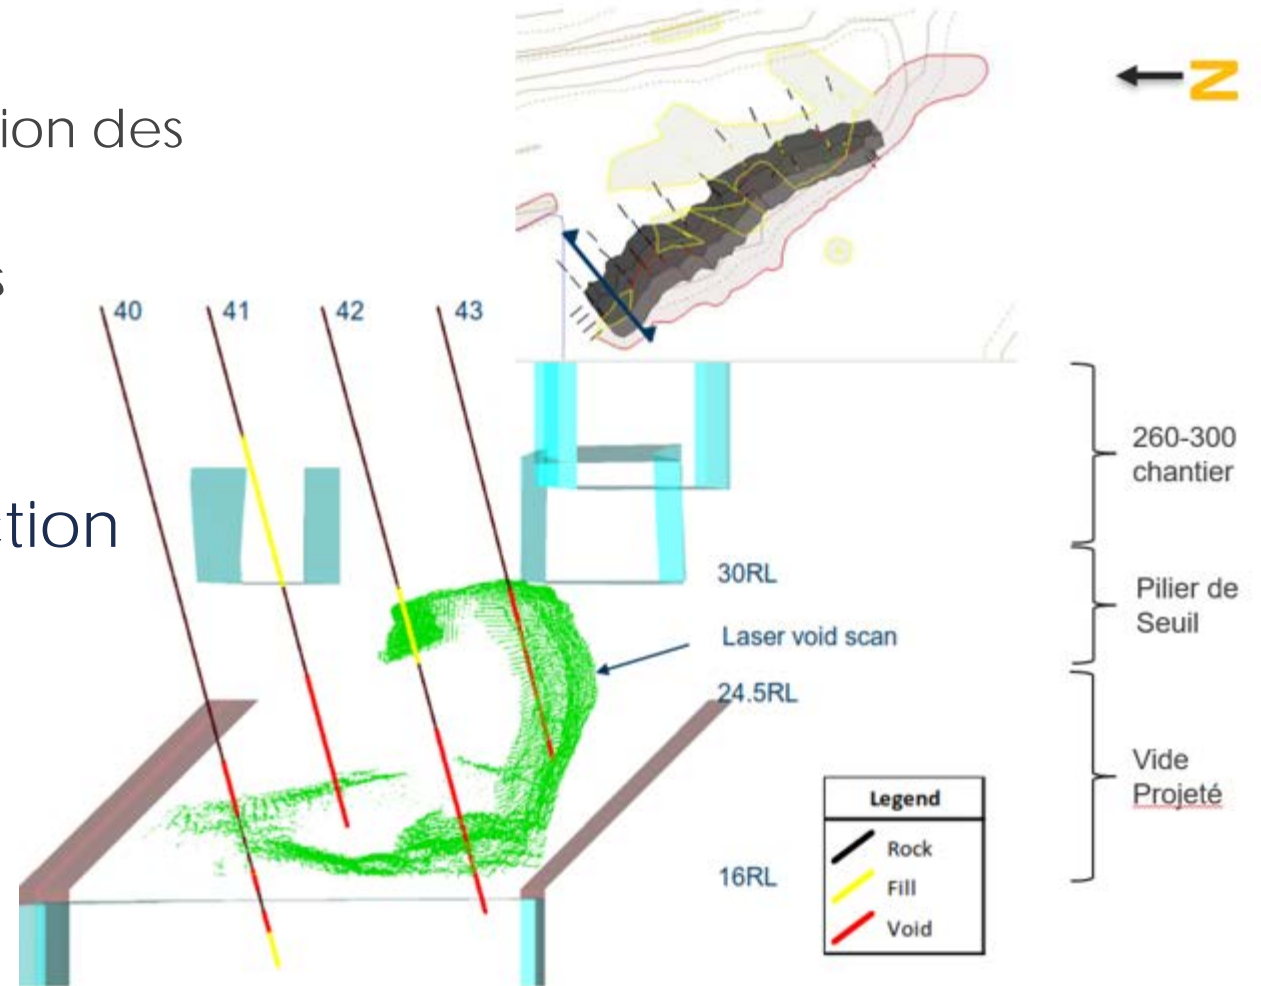 ion des
s
ction
N
40
41
42
43
260-300
chantier
30RL
Pilier de
Seuil
Laser void scan
24.5RL
Vide
Projeté
16RL
Legend
Rock
Fill
Void